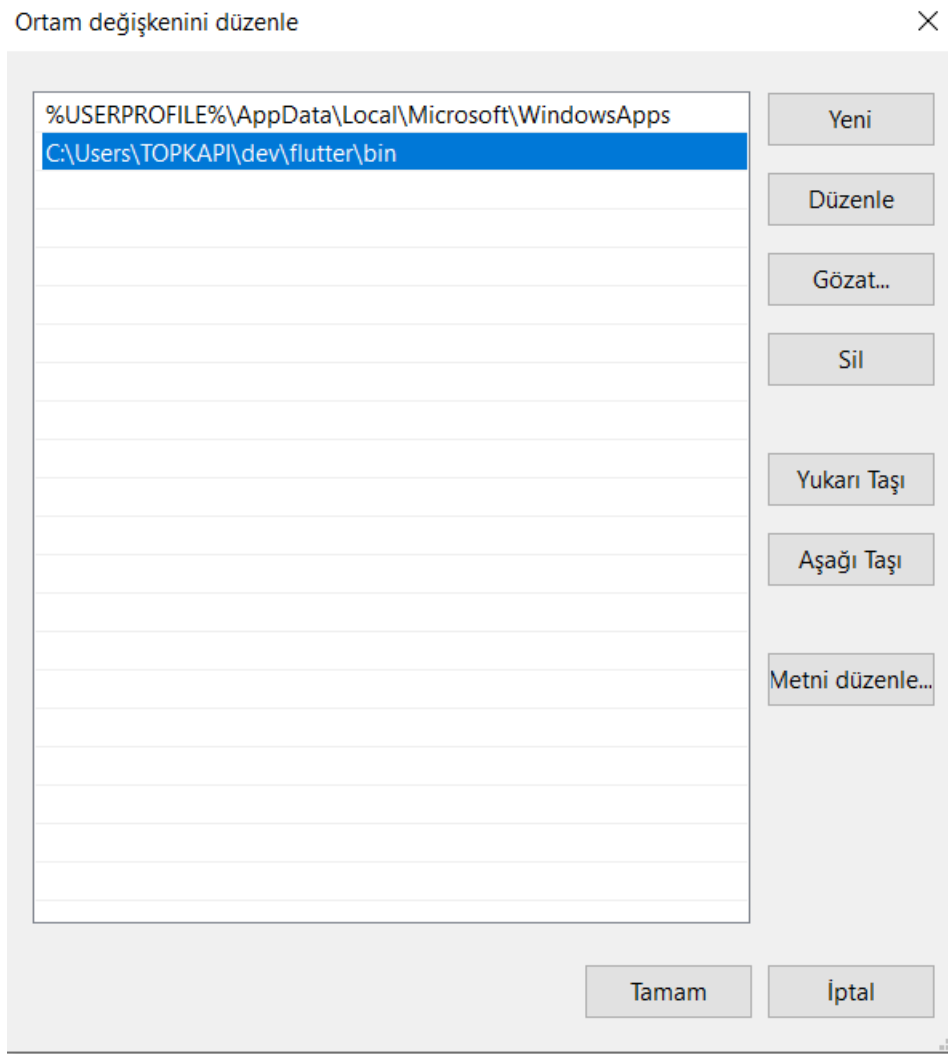 Ortam değişkenini düzenle
%USERPROFILE%\AppData\Local\Microsoft\WindowsApps
C:\Users\TOPKAPI\dev\flutter\bin
Yeni
Düzenle
Gözat...
Sil
Yukarı Taşı
Aşağı Taşı
Metni düzenle...
Tamam
İptal